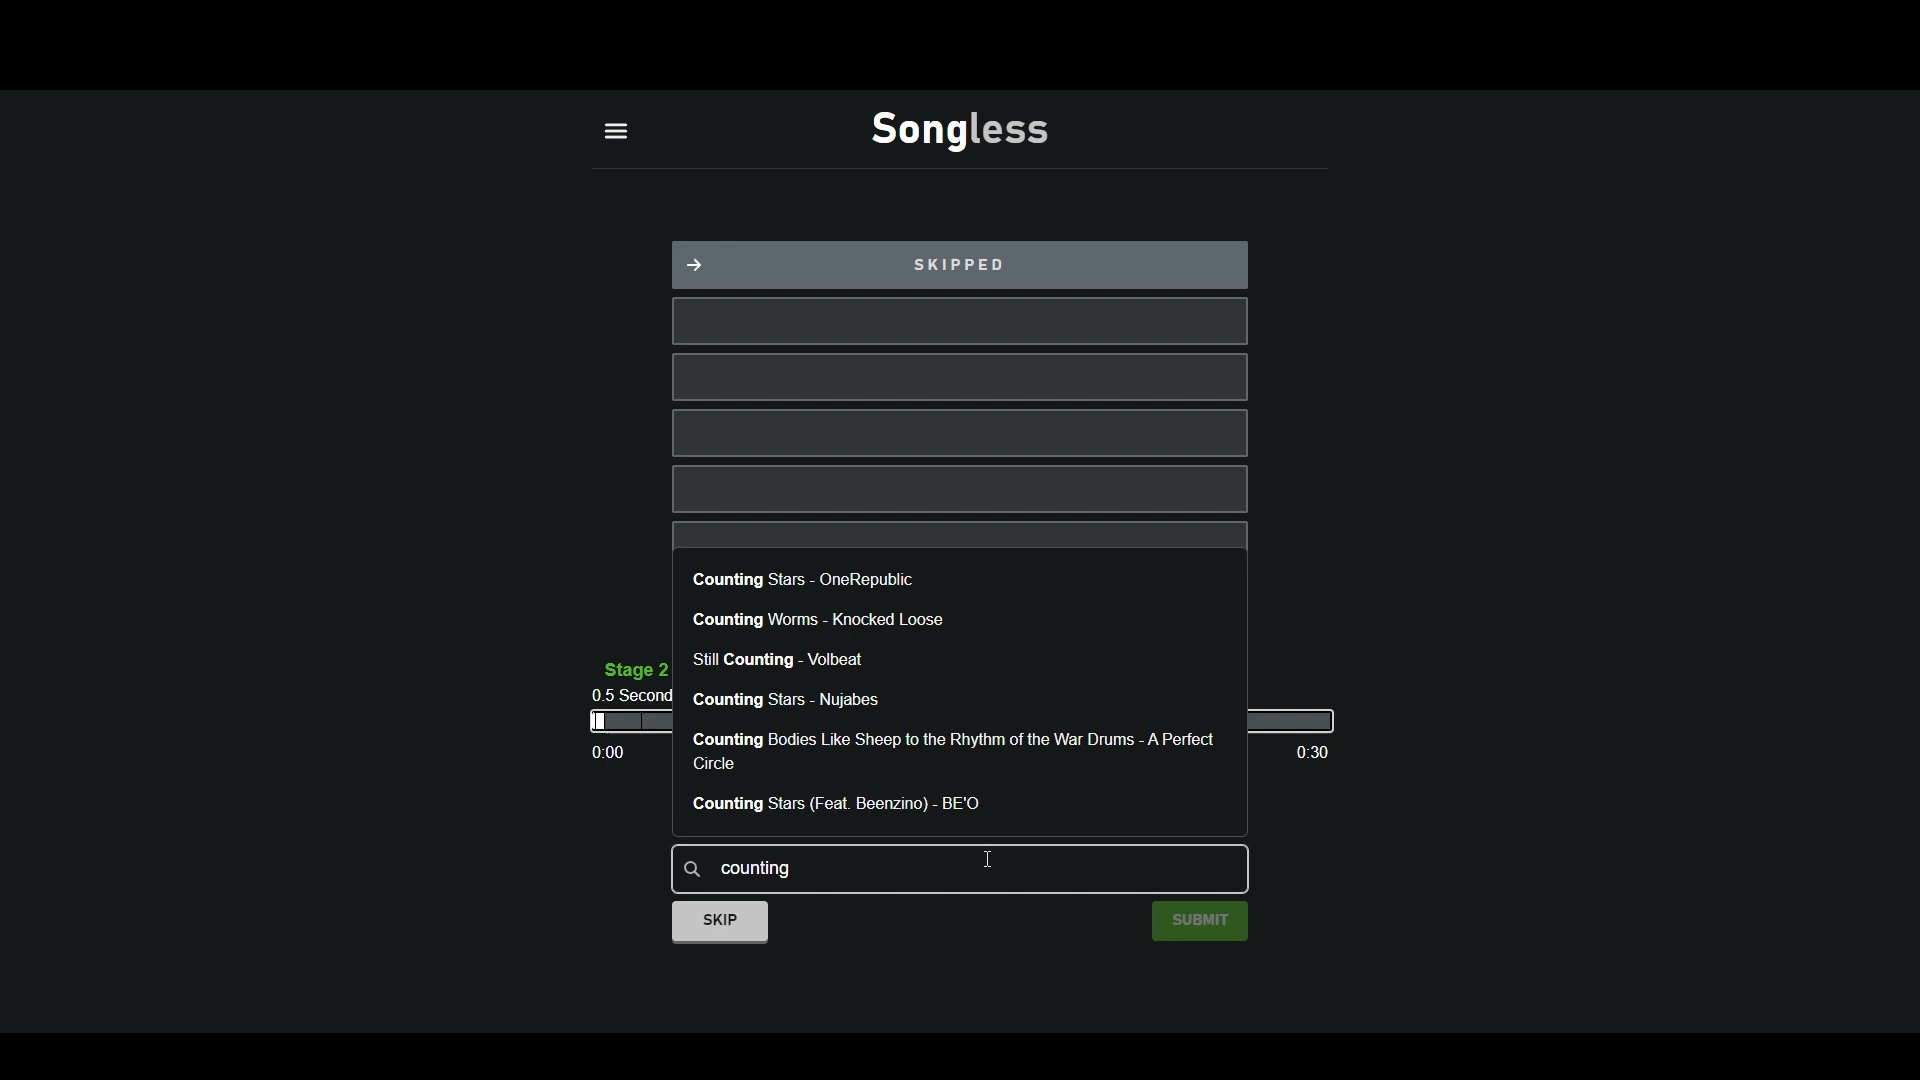 Songless
SKIPPED
Counting Stars - OneRepublic
Counting Worms - Knocked Loose
Still Counting - Volbeat
Counting Stars - Nujabes
Counting Bodies Like Sheep to the Rhythm of the War Drums - A Perfect
Circle
Counting Stars (Feat. Beenzino) - BE'O
Stage 2
0.5 Second
0:00
0:30
counting
SKIP
SUBMIT